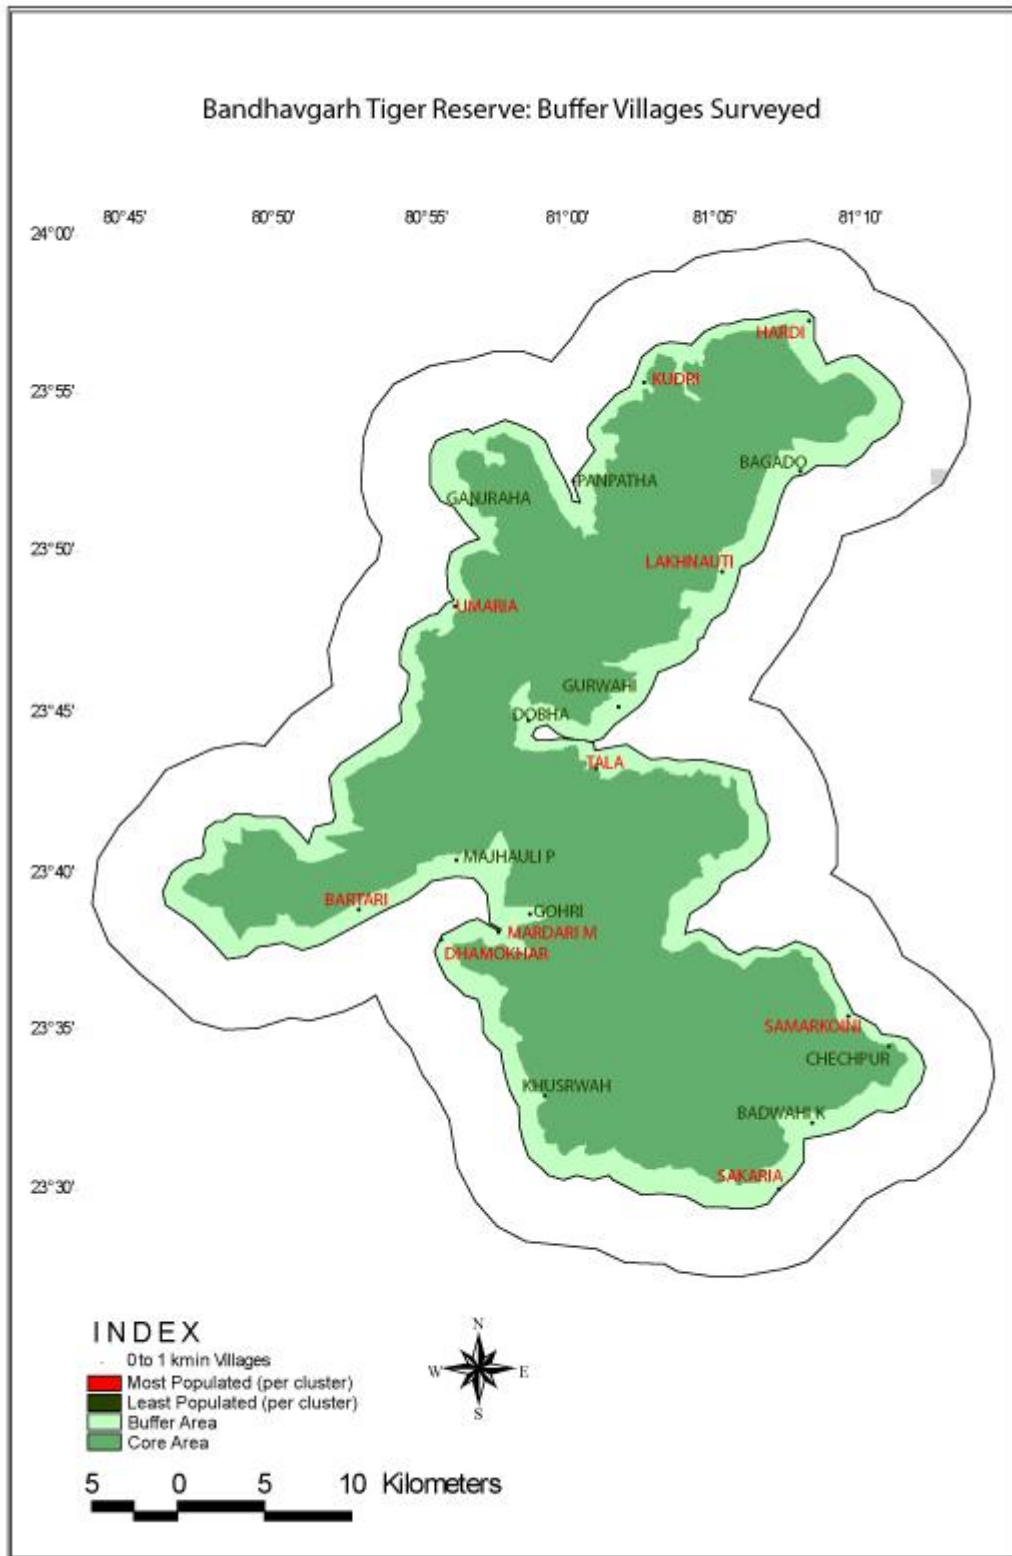 Bandhavgarh Tiger Reserve: Buffer Villages Surveyed
80°45' 80°50' 80°55' 81°00' 81°05' 81°10'
24°00'
HARDI
KUDRI
23°55'
BAGADO
PANPATHA
GANJRAHA
23°50'
LAKHNAUTI
UMARIA
GURWAHI
23°45'
DOBHA
TALA
MAJHAULI P
23°40'
BARTARI
GOHRI
MARDARI M
DHAMOKHAR
23°35'
SAMARKOINI
CHECHPUR
KHUSRWAH
BADWAHI K
23°30'
SAKARIA
INDEX
0 to 1 kmin Villages
Most Populated (per cluster)
Least Populated (per cluster)
Buffer Area
Core Area
N
W E
S
5 0 5 10 Kilometers